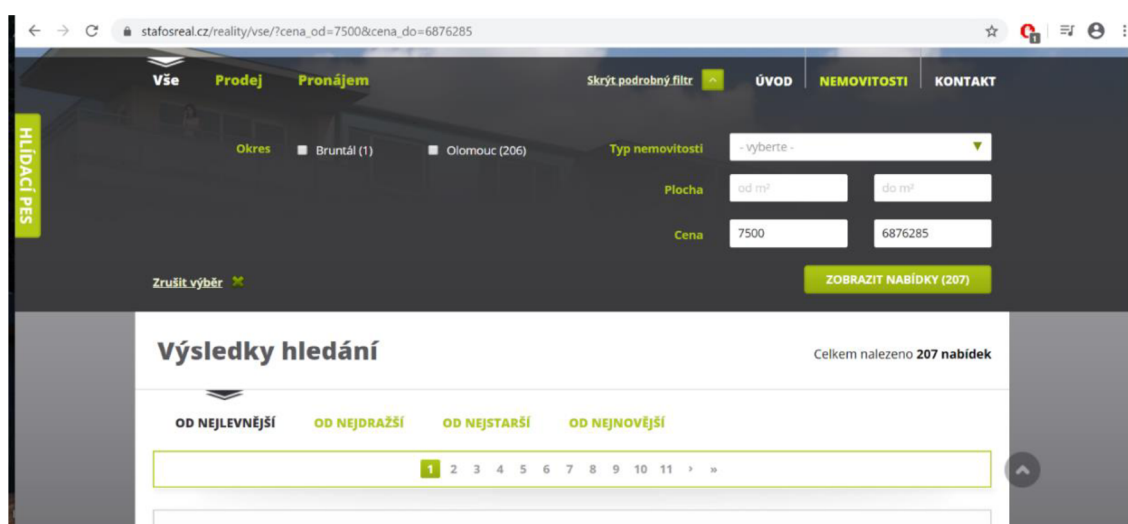 stafosreal.cz/reality/vse/?cena_od=7500&cena_do=6876285
1
Vše Prodej Pronájem Skrýt podrobný filtr ÚVOD NEMOVITOSTI KONTAKT
HLÍDACÍ PES
Okres Bruntál (1) Olomouc (206) Typ nemovitosti - vyberte -
Plocha od m² do m²
Cena 7500 6876285
Zrušit výběr ZOBRAZIT NABÍDKY (207)
Výsledky hledání Celkem nalezeno 207 nabídek
OD NEJLEVNĚJŠÍ OD NEJDRAŽŠÍ OD NEJSTARŠÍ OD NEJNOVĚJŠÍ
1 2 3 4 5 6 7 8 9 10 11 › »